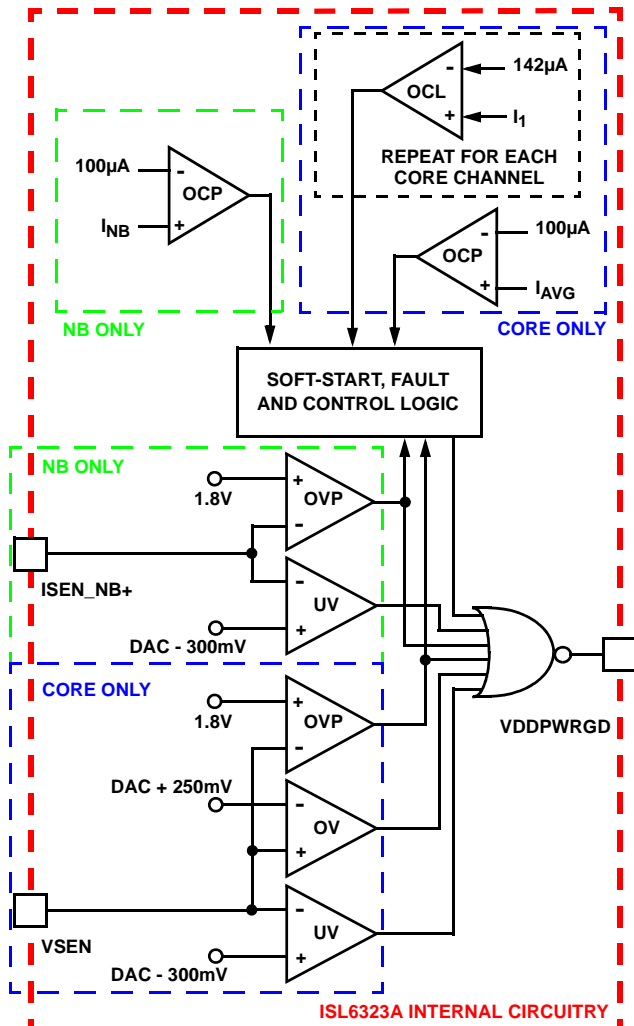 -
142µA
OCL
+
I1
REPEAT FOR EACH
CORE CHANNEL
100µA
-
OCP
INB
+
-
100µA
OCP
+
IAVG
NB ONLY
CORE ONLY
SOFT-START, FAULT
AND CONTROL LOGIC
NB ONLY
+
1.8V
OVP
-
ISEN_NB+
-
UV
+
DAC - 300mV
CORE ONLY
+
1.8V
OVP
-
VDDPWRGD
DAC + 250mV
-
OV
+
-
VSEN
UV
+
DAC - 300mV
ISL6323A INTERNAL CIRCUITRY